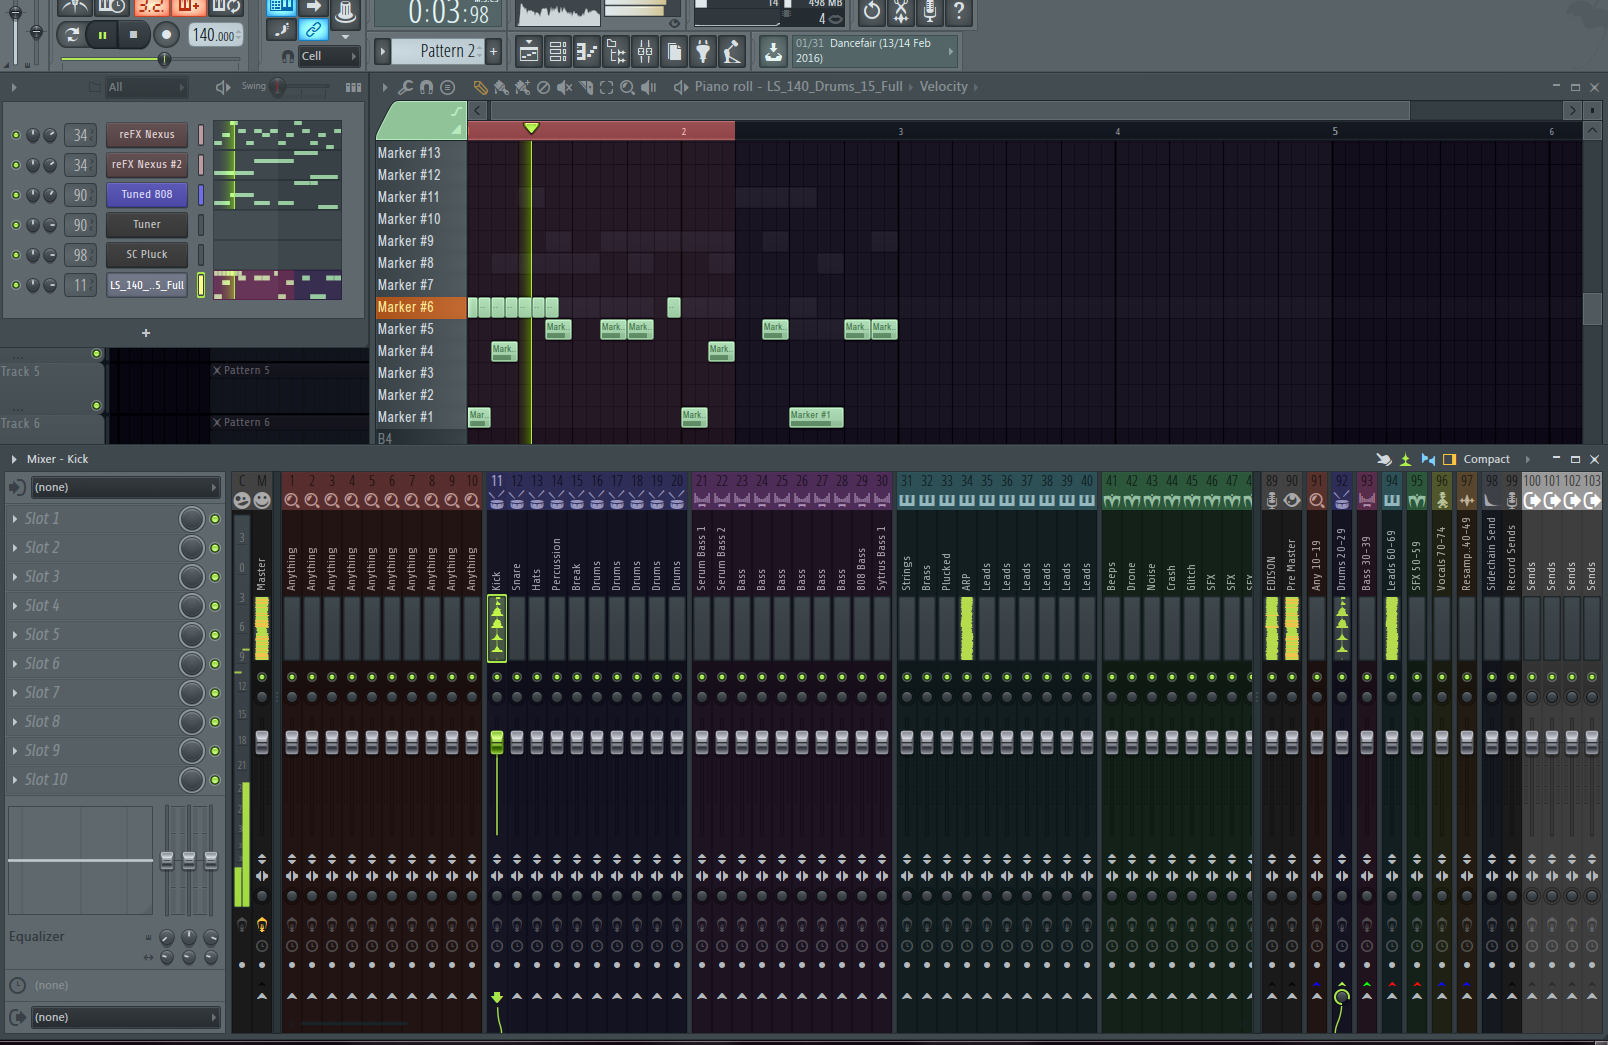 M:S:CS
0:03:98
14
498 MB
4
3.2.
140.000
Cell
Pattern 2
+
01/31 Dancefair (13/14 Feb
2016)
?
All
Swing
Piano roll - LS_140_Drums_15_Full
Velocity
34
reFX Nexus
34
reFX Nexus #2
90
Tuned 808
90
Tuner
98
SC Pluck
11
LS_140_..5_Full
+
2 3 4 5 6
Marker #13
Marker #12
Marker #11
Marker #10
Marker #9
Marker #8
Marker #7
Marker #6
Marker #5
Mark.. Mark.. Mark.. Mark.. Mark.. Mark..
Marker #4
Mark.. Mark..
Marker #3
Marker #2
Marker #1
Mar.. Mark.. Marker #1
B4
Track 5
Pattern 5
Track 6
Pattern 6
Mixer - Kick
Compact
(none)
Slot 1
Slot 2
Slot 3
Slot 4
Slot 5
Slot 6
Slot 7
Slot 8
Slot 9
Slot 10
Equalizer
(none)
(none)
C M 1 2 3 4 5 6 7 8 9 10 11 12 13 14 15 16 17 18 19 20 21 22 23 24 25 26 27 28 29 30 31 32 33 34 35 36 37 38 39 40 41 42 43 44 45 46 47 89 90 91 92 93 94 95 96 97 98 99 100 101 102 103
3
0
3
6
9
12
15
18
21
Master
Anything
Anything
Anything
Anything
Anything
Anything
Anything
Anything
Anything
Anything
Kick
Snare
Hats
Percussion
Break
Drums
Drums
Drums
Drums
Drums
Serum Bass 1
Serum Bass 2
Bass
Bass
Bass
Bass
Bass
Bass
808 Bass
Sytrus Bass 1
Strings
Brass
Plucked
ARP
Leads
Leads
Leads
Leads
Leads
Leads
Beeps
Drone
Noise
Crash
Glitch
SFX
SFX
EDISON
Pre Master
Any 10-19
Drums 20-29
Bass 30-39
Leads 60-69
SFX 50-59
Vocals 70-74
Resamp.40-49
Sidechain Send
Record Sends
Sends
Sends
Sends
Sends